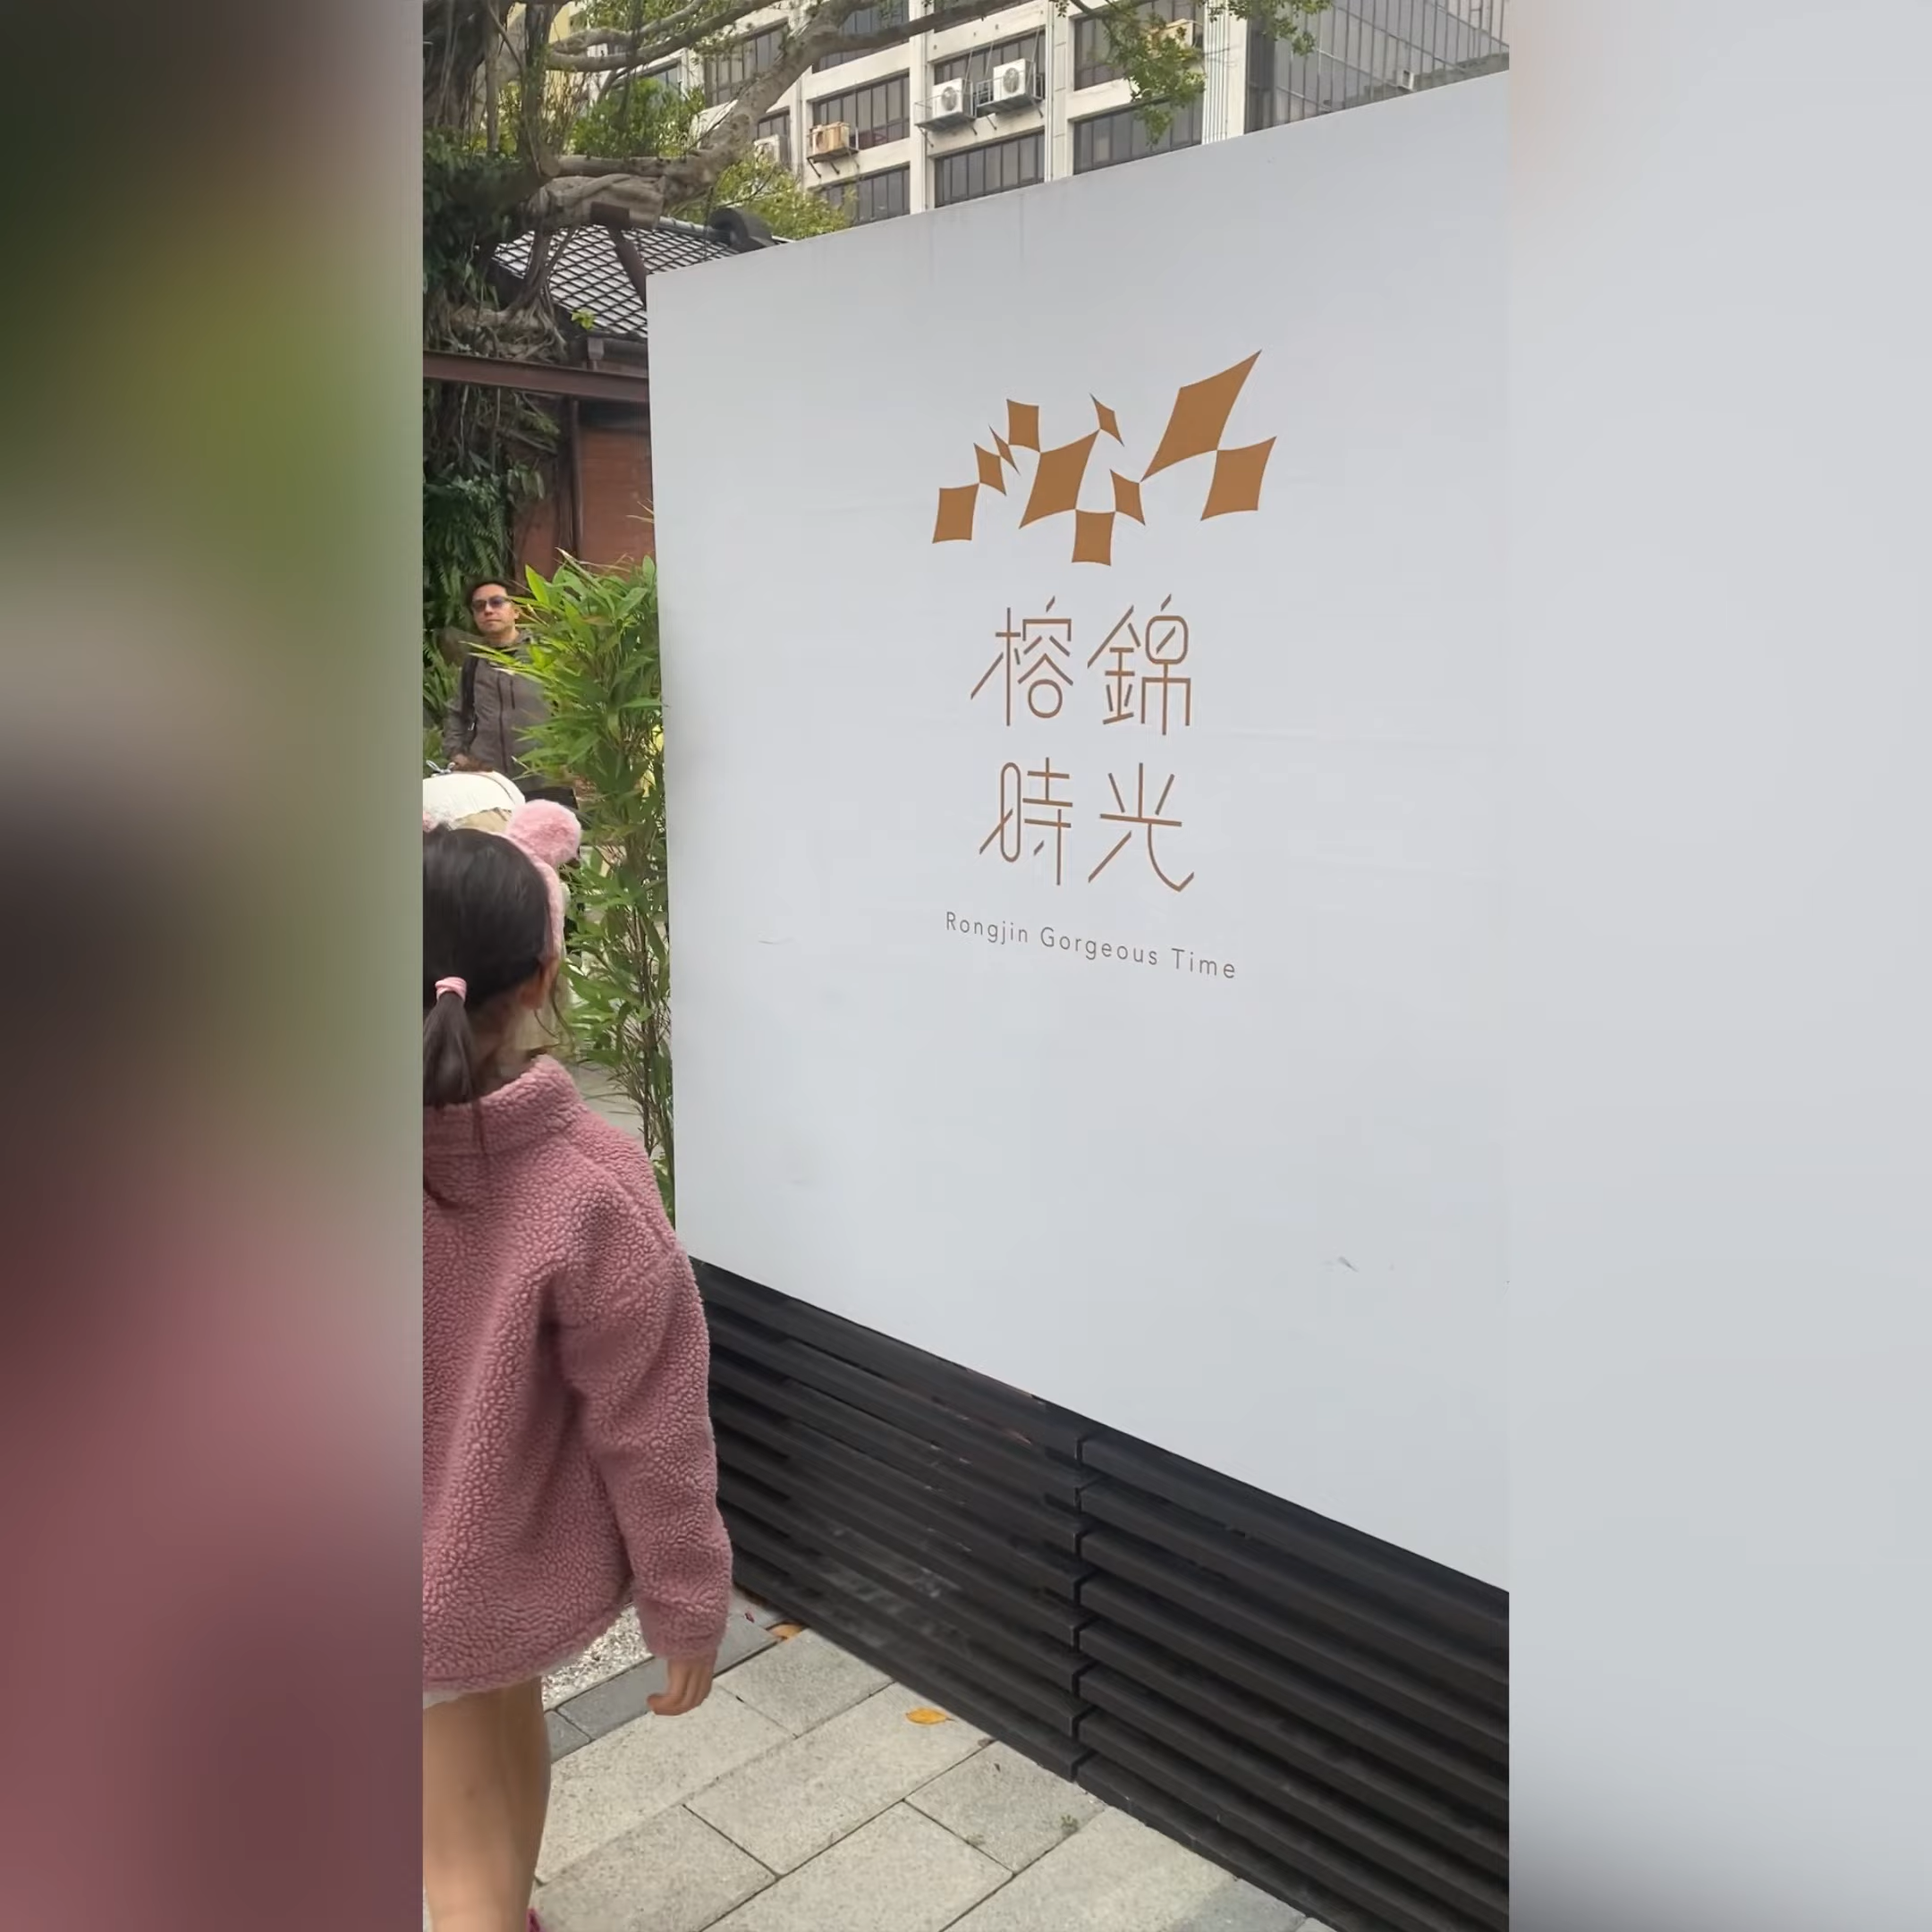 榕錦
時光
Rongjin Gorgeous Time